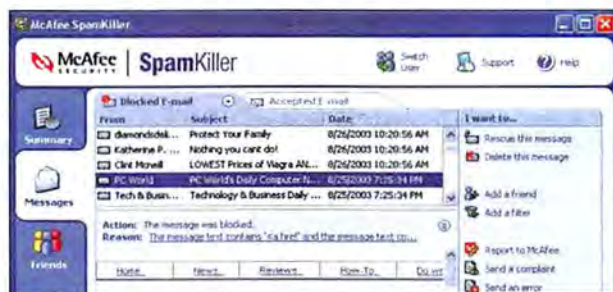 McAfee SpamKiller
McAfee SECURITY | SpamKiller
Switch User
Support
Help
Summary
Messages
Friends
Blocked E-mail
Accepted E-mail
From Subject Date
diamondsdel... Protect Your Family 8/26/2003 10:20:56 AM
Katherine P. ... Nothing you cant do! 8/26/2003 10:20:56 AM
Clint Mowell LOWEST Prices of Viagra AN... 8/26/2003 10:20:56 AM
PC World PC World's Daily Computer N... 8/25/2003 7:25:34 PM
Tech & Busin... Technology & Business Daily ... 8/25/2003 7:25:34 PM
Action: The message was blocked.
Reason: The message text contains "<a href" and the message text co...
Home News Reviews How-To
I want to...
Rescue this message
Delete this message
Add a friend
Add a filter
Report to McAfee
Send a complaint
Send an error